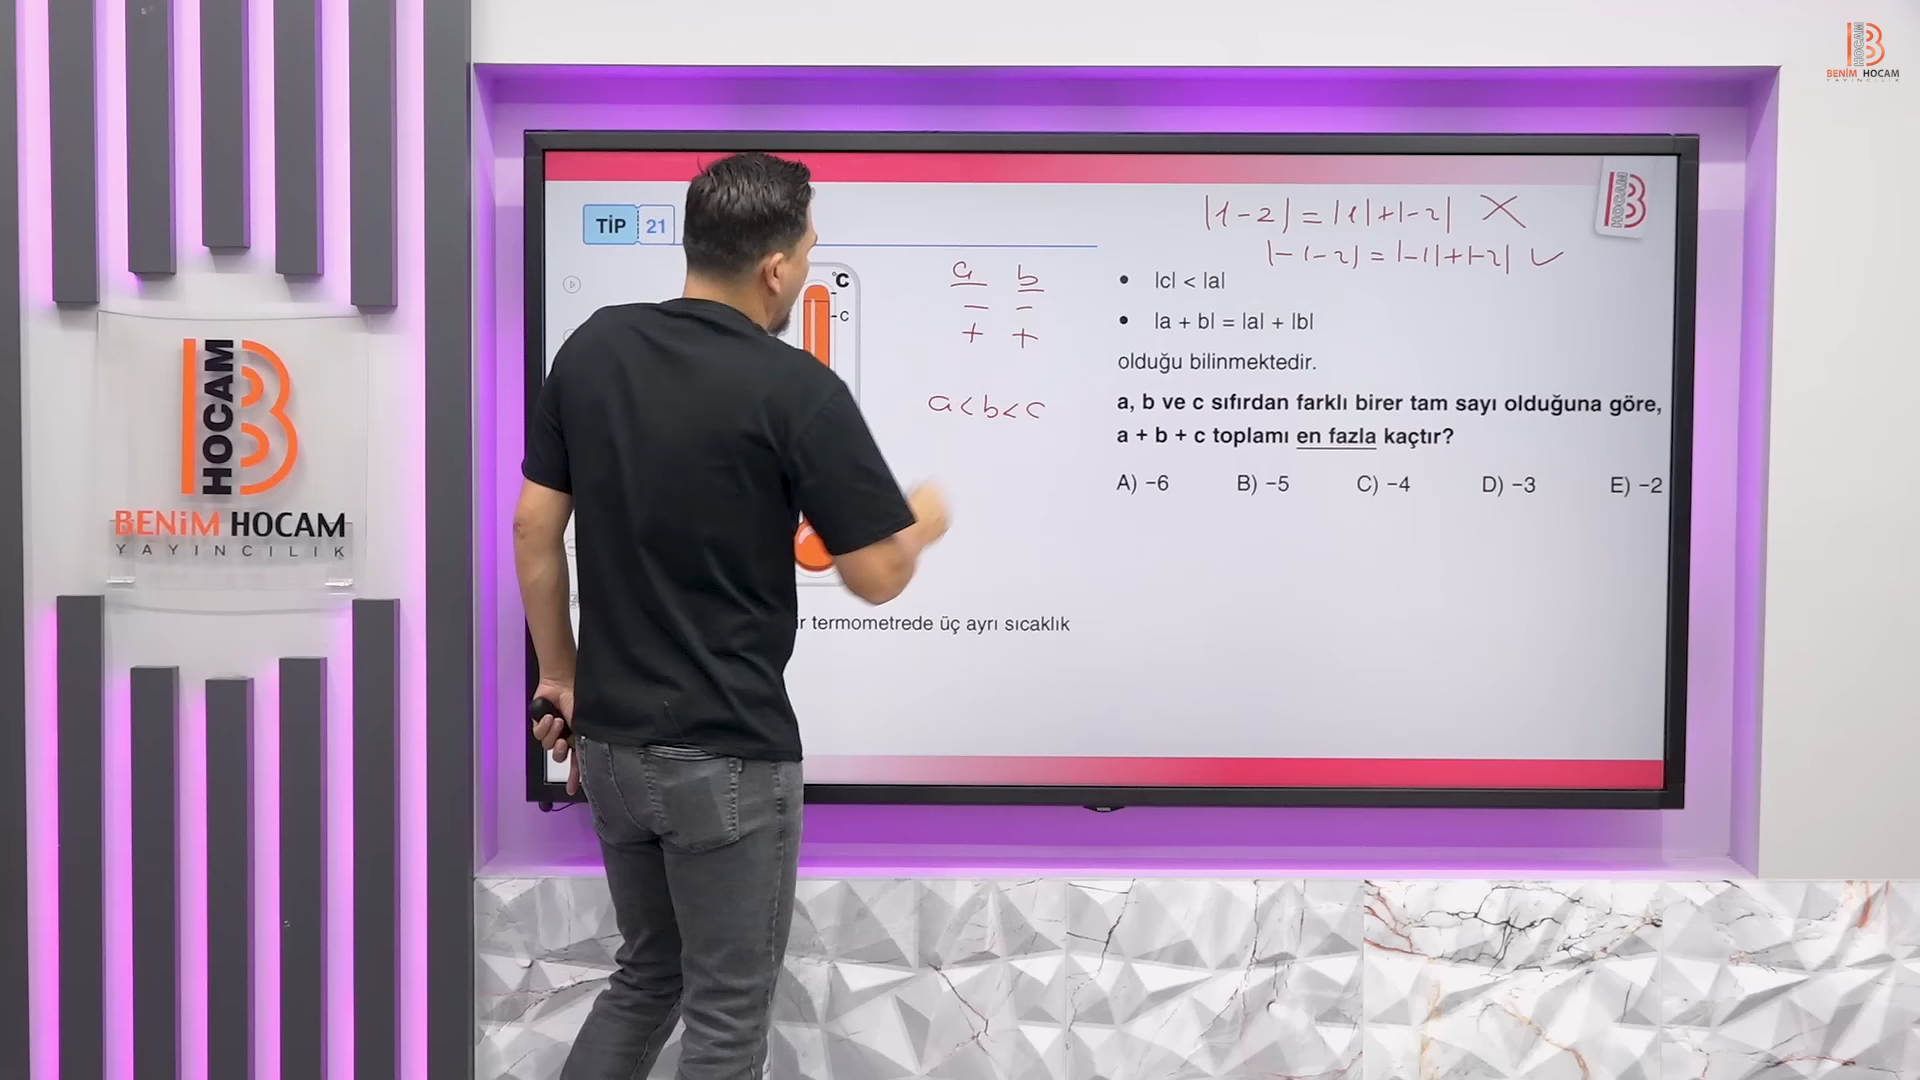 B HOCAM
BENİM HOCAM
YAYINCILIK
B HOCAM
BENİM HOCAM
YAYINCILIK
TİP 21
B HOCAM
°C
C
a b
− −
+ +
a<b<c
termometrede üç ayrı sıcaklık
|1-2| = |1|+|-2| X
|-1-2| = |-1|+|-2| ✓
• |c| < |a|
• |a + b| = |a| + |b|
olduğu bilinmektedir.
a, b ve c sıfırdan farklı birer tam sayı olduğuna göre,
a + b + c toplamı en fazla kaçtır?
A) −6 B) −5 C) −4 D) −3 E) −2